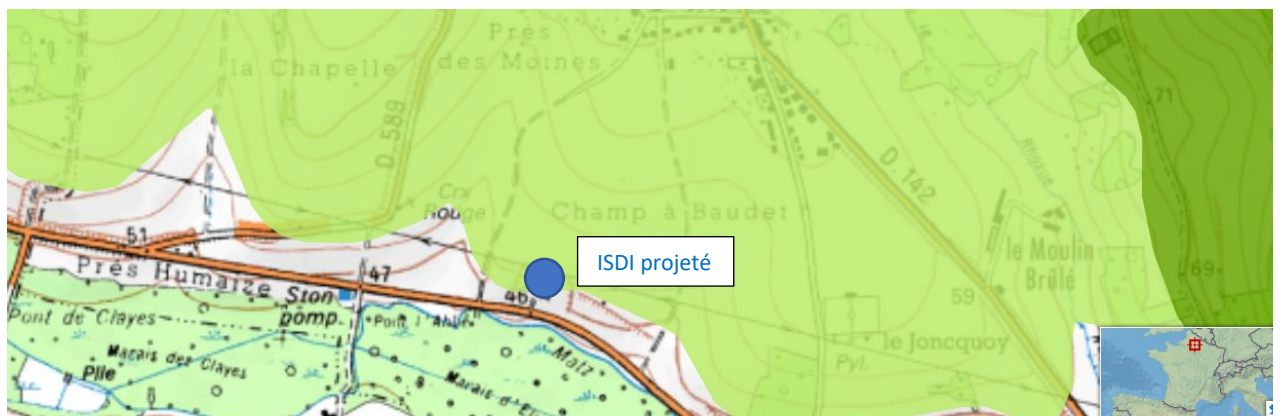 Prés
des Moines
la Chapelle
D. 589
71
D. 142
Crx
Rouge
Champ à Baudet
ISDI projeté
le Moulin
Brûlé
51
69
Prés Humaize
47
Ston
pomp.
46
59
Pont de Clayes
Matz
le Joncquoy
Marais des Clayes
Pyl.
Pile